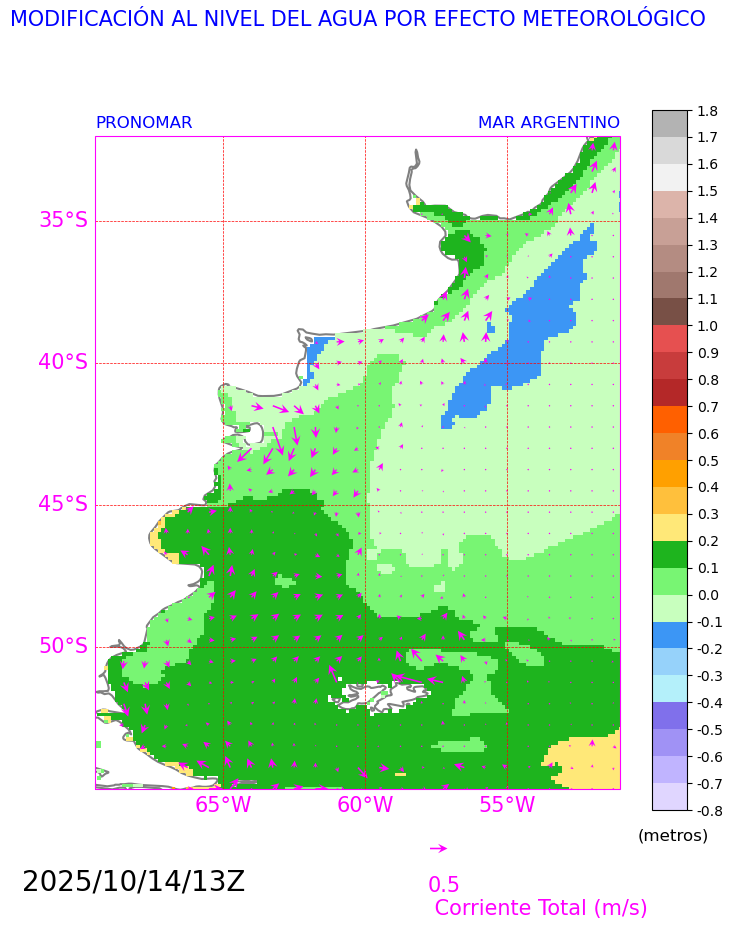 MODIFICACIÓN AL NIVEL DEL AGUA POR EFECTO METEOROLÓGICO
PRONOMAR MAR ARGENTINO
35°S
40°S
45°S
50°S
65°W 60°W 55°W
1.8
1.7
1.6
1.5
1.4
1.3
1.2
1.1
1.0
0.9
0.8
0.7
0.6
0.5
0.4
0.3
0.2
0.1
0.0
-0.1
-0.2
-0.3
-0.4
-0.5
-0.6
-0.7
-0.8
(metros)
2025/10/14/13Z
0.5
Corriente Total (m/s)